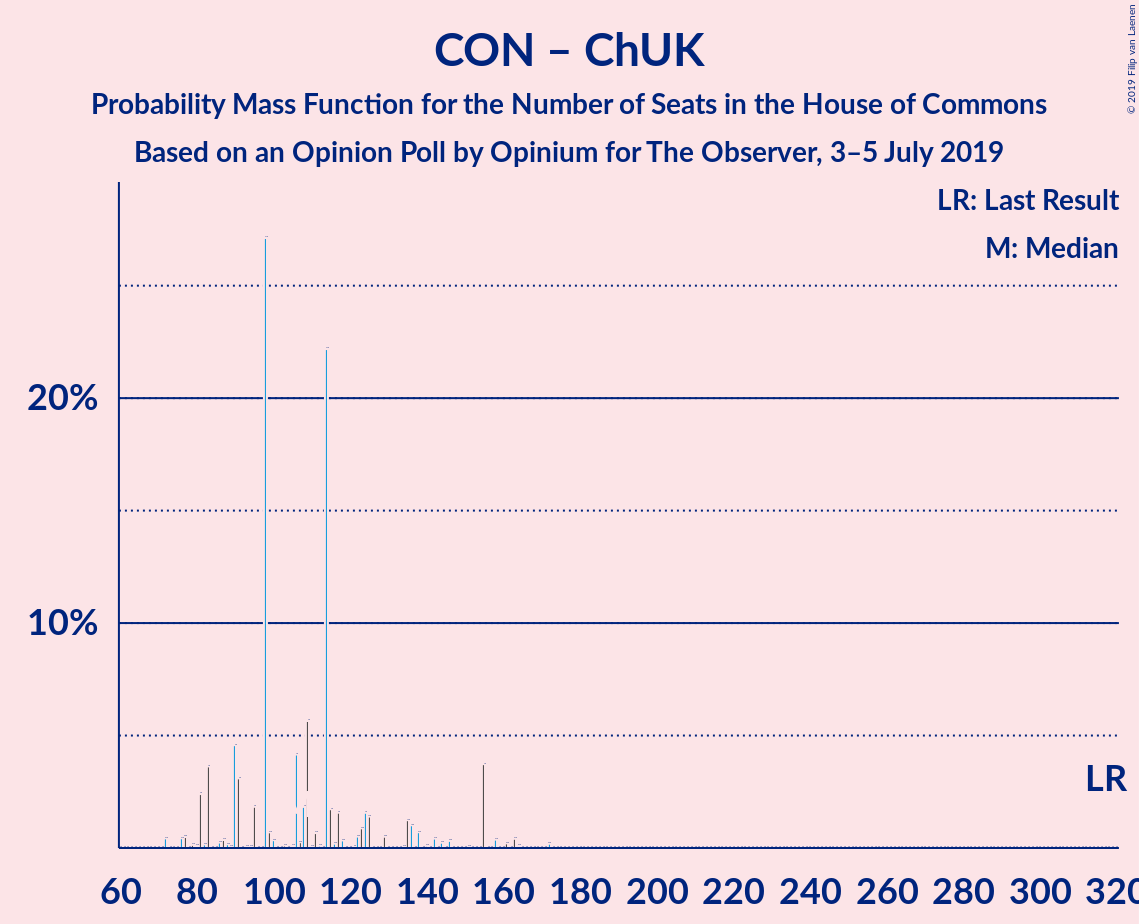 CON – ChUK
Probability Mass Function for the Number of Seats in the House of Commons
Based on an Opinion Poll by Opinium for The Observer, 3–5 July 2019
© 2019 Filip van Laenen
LR: Last Result
M: Median
20%
10%
LR
60 80 100 120 140 160 180 200 220 240 260 280 300 320